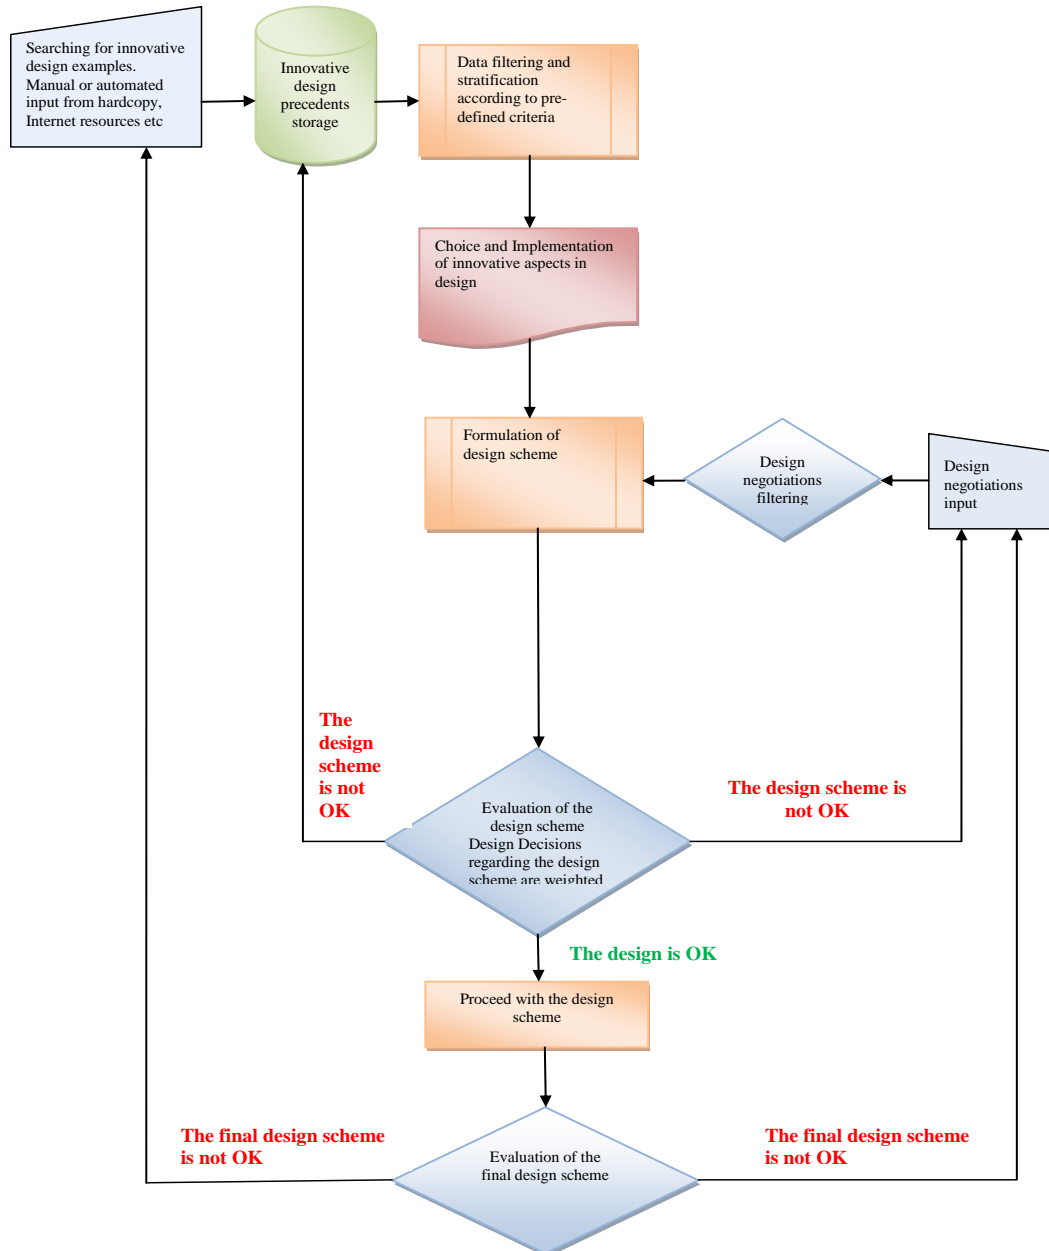 Searching for innovative
design examples.
Manual or automated
input from hardcopy,
Internet resources etc
Innovative
design
precedents
storage
Data filtering and
stratification
according to pre-
defined criteria
Choice and Implementation
of innovative aspects in
design
Formulation of
design scheme
Design
negotiations
filtering
Design
negotiations
input
The
design
scheme
is not
OK
The design scheme is
not OK
Evaluation of the
design scheme
Design Decisions
regarding the design
scheme are weighted
The design is OK
Proceed with the design
scheme
The final design scheme
is not OK
The final design scheme
is not OK
Evaluation of the
final design scheme